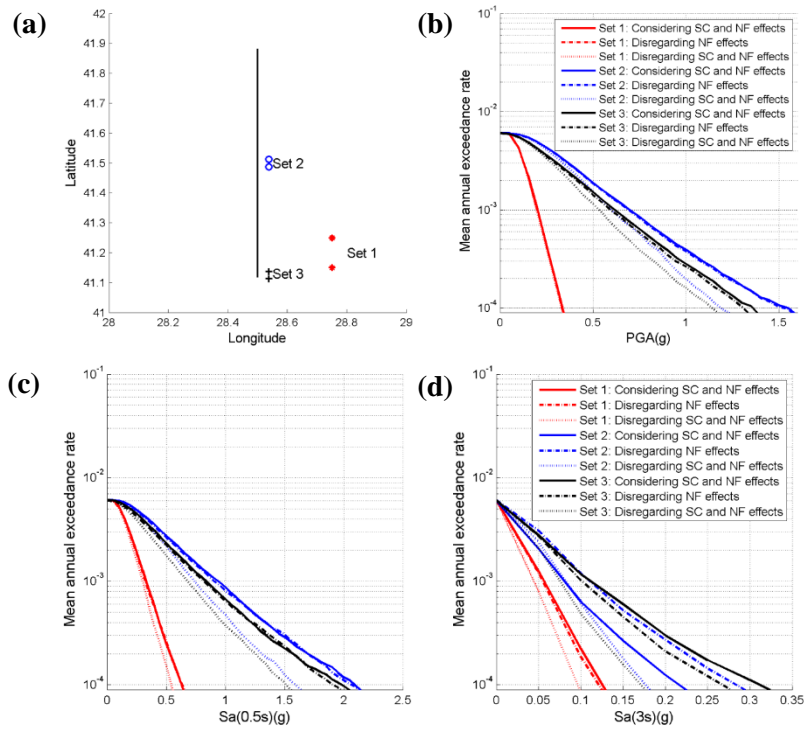 (a)
42
41.9
41.8
41.7
41.6
41.5
41.4
41.3
41.2
41.1
41
Latitude
Set 2
Set 1
Set 3
28
28.2
28.4
28.6
28.8
29
Longitude
(b)
10-1
10-2
10-3
10-4
Mean annual exceedance rate
Set 1: Considering SC and NF effects
Set 1: Disregarding NF effects
Set 1: Disregarding SC and NF effects
Set 2: Considering SC and NF effects
Set 2: Disregarding NF effects
Set 2: Disregarding SC and NF effects
Set 3: Considering SC and NF effects
Set 3: Disregarding NF effects
Set 3: Disregarding SC and NF effects
0
0.5
1
1.5
PGA(g)
(c)
10-1
10-2
10-3
10-4
Mean annual exceedance rate
0
0.5
1
1.5
2
2.5
Sa(0.5s)(g)
(d)
10-1
10-2
10-3
10-4
Mean annual exceedance rate
Set 1: Considering SC and NF effects
Set 1: Disregarding NF effects
Set 1: Disregarding SC and NF effects
Set 2: Considering SC and NF effects
Set 2: Disregarding NF effects
Set 2: Disregarding SC and NF effects
Set 3: Considering SC and NF effects
Set 3: Disregarding NF effects
Set 3: Disregarding SC and NF effects
0
0.05
0.1
0.15
0.2
0.25
0.3
0.35
Sa(3s)(g)